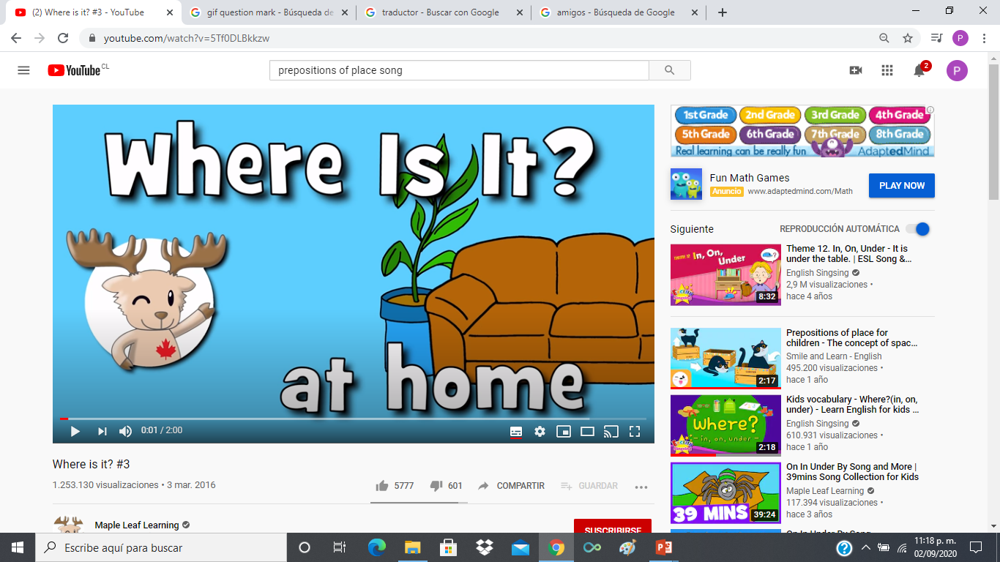 (2) Where is it? #3 - YouTube
gif question mark - Búsqueda de
traductor - Buscar con Google
amigos - Búsqueda de Google
youtube.com/watch?v=5Tf0DLBkkzw
P
YouTube CL
prepositions of place song
2
P
Where Is It?
at home
0:01 / 2:00
Where is it? #3
1.253.130 visualizaciones • 3 mar. 2016
5777
601
COMPARTIR
GUARDAR
Maple Leaf Learning
SUSCRIBIRSE
1st Grade 2nd Grade 3rd Grade 4th Grade
5th Grade 6th Grade 7th Grade 8th Grade
Real learning can be really fun AdaptedMind
Fun Math Games
Anuncio www.adaptedmind.com/Math
PLAY NOW
Siguiente
REPRODUCCIÓN AUTOMÁTICA
In, On,
Under
8:32
Theme 12. In, On, Under - It is
under the table. | ESL Song &...
English Singsing
2,9 M visualizaciones •
hace 4 años
2:17
Prepositions of place for
children - The concept of spac...
Smile and Learn - English
495.200 visualizaciones •
hace 1 año
where?
- in, on, under -
2:18
Kids vocabulary - Where?(in, on,
under) - Learn English for kids ...
English Singsing
610.931 visualizaciones •
hace 1 año
39 MINS
39:24
On In Under By Song and More |
39mins Song Collection for Kids
Maple Leaf Learning
117.394 visualizaciones •
hace 3 años
On In Under By Song
Escribe aquí para buscar
11:18 p. m.
02/09/2020